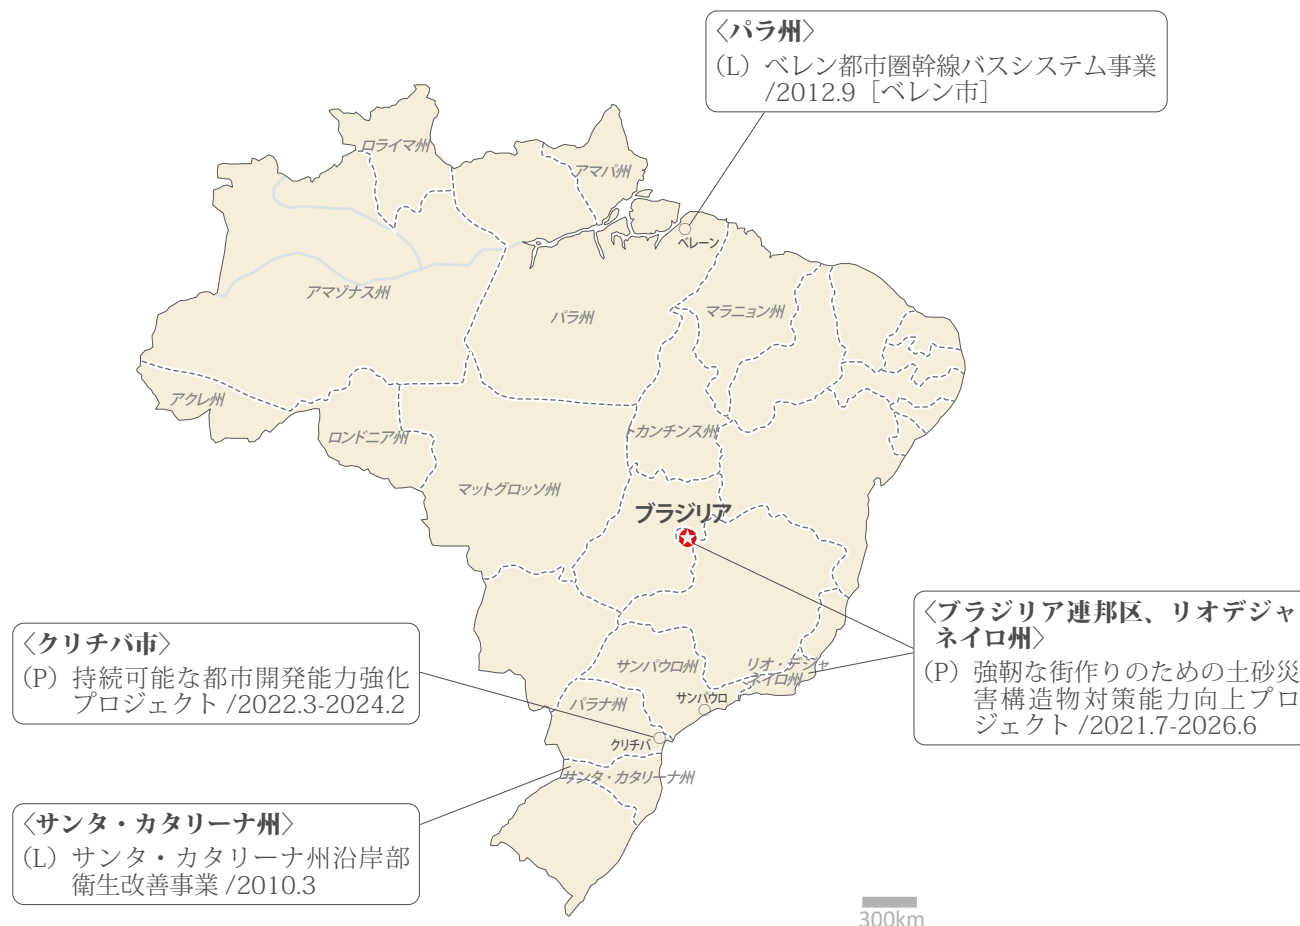 〈パラ州〉
(L) ベレン都市圏幹線バスシステム事業
/2012.9［ベレン市］
ロライマ州
アマパ州
ベレーン
アマゾナス州
パラ州
マラニョン州
アクレ州
ロンドニア州
トカンチンス州
マットグロッソ州
ブラジリア
〈ブラジリア連邦区、リオデジャ
ネイロ州〉
(P) 強靭な街作りのための土砂災
害構造物対策能力向上プロ
ジェクト /2021.7-2026.6
〈クリチバ市〉
(P) 持続可能な都市開発能力強化
プロジェクト /2022.3-2024.2
サンパウロ州
リオ・デジャ
ネイロ州
パラナ州
サンパウロ
クリチバ
サンタ・カタリーナ州
〈サンタ・カタリーナ州〉
(L) サンタ・カタリーナ州沿岸部
衛生改善事業 /2010.3
300km